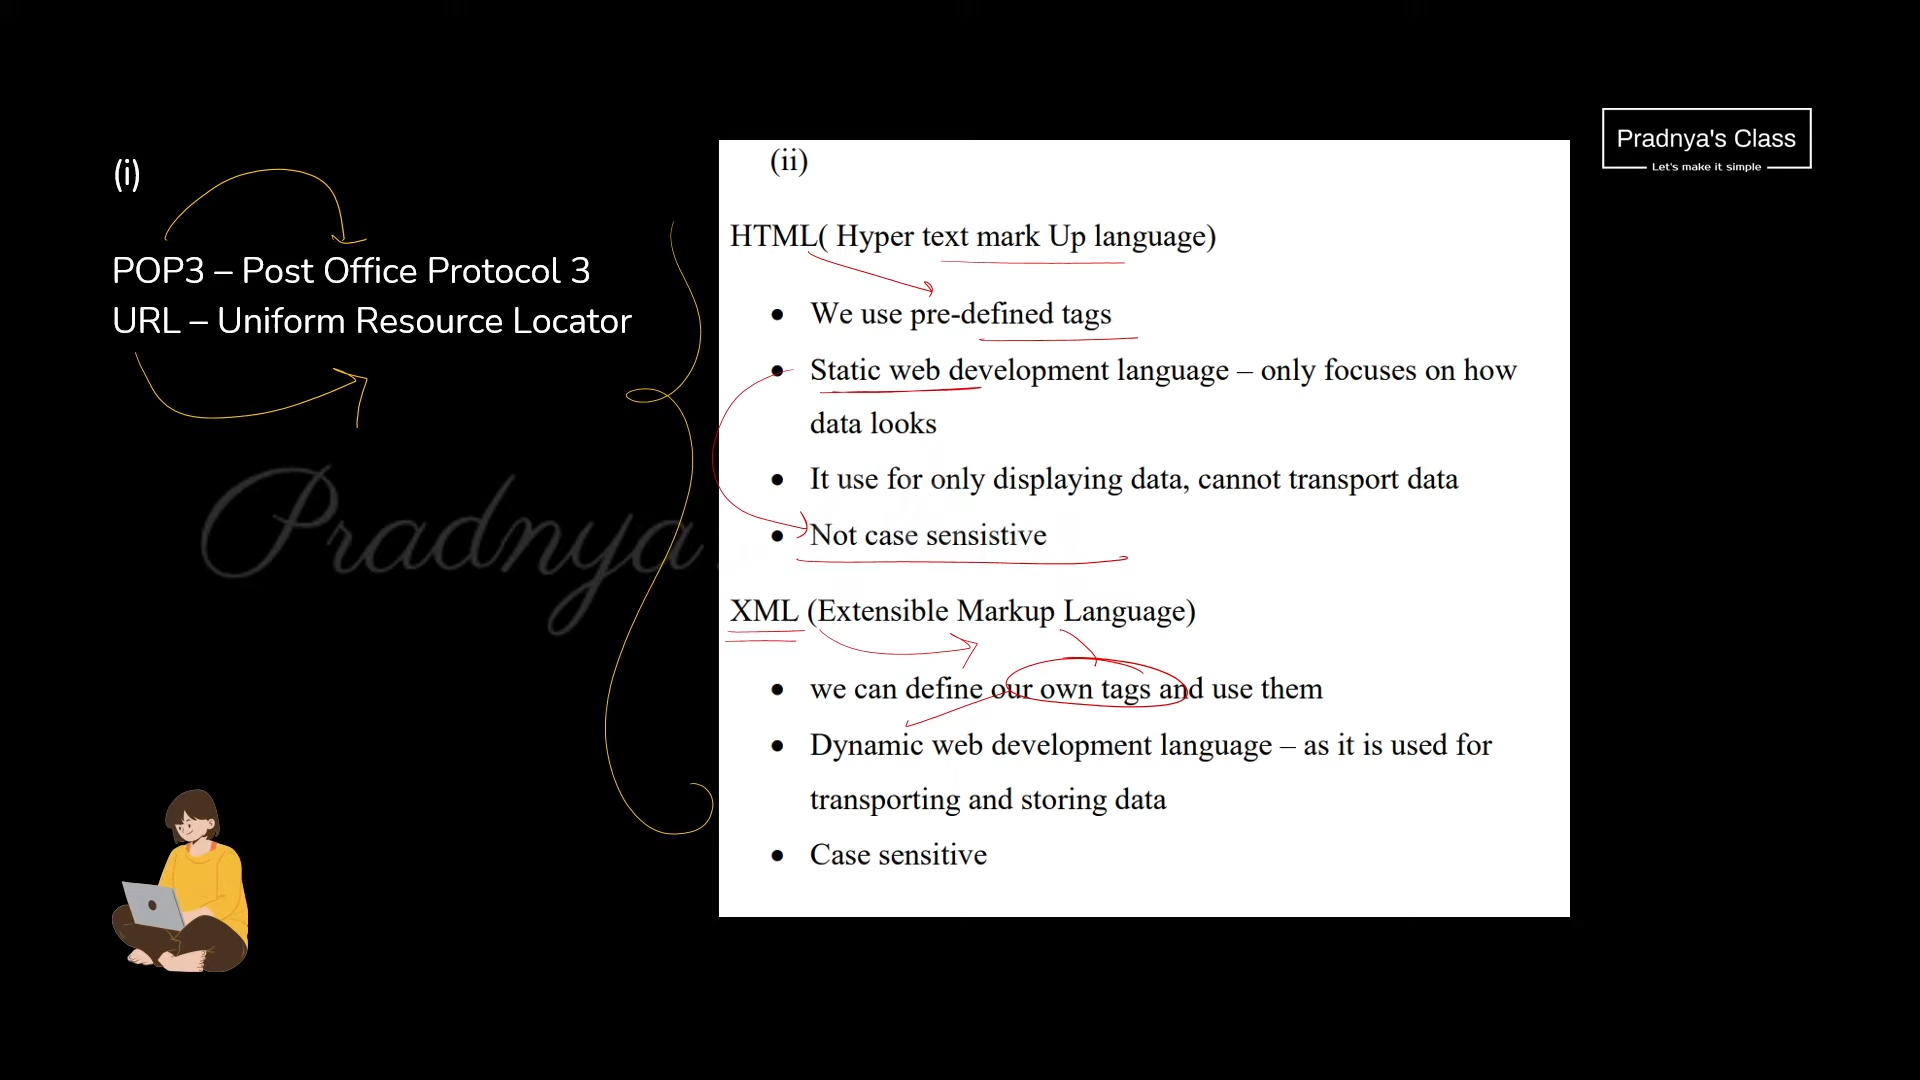 Pradnya's Class
Let's make it simple
(i)
POP3 – Post Office Protocol 3
URL – Uniform Resource Locator
Pradnya
(ii)
HTML( Hyper text mark Up language)
• We use pre-defined tags
• Static web development language – only focuses on how
data looks
• It use for only displaying data, cannot transport data
• Not case sensistive
XML (Extensible Markup Language)
• we can define our own tags and use them
• Dynamic web development language – as it is used for
transporting and storing data
• Case sensitive